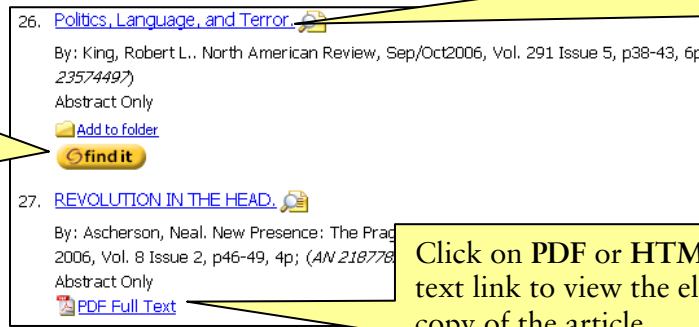 26. Politics, Language, and Terror.
By: King, Robert L.. North American Review, Sep/Oct2006, Vol. 291 Issue 5, p38-43, 6p
23574497)
Abstract Only
Add to folder
find it
27. REVOLUTION IN THE HEAD.
By: Ascherson, Neal. New Presence: The Prag
2006, Vol. 8 Issue 2, p46-49, 4p; (AN 218778
Abstract Only
PDF Full Text
Click on PDF or HTM
text link to view the el
copy of the article